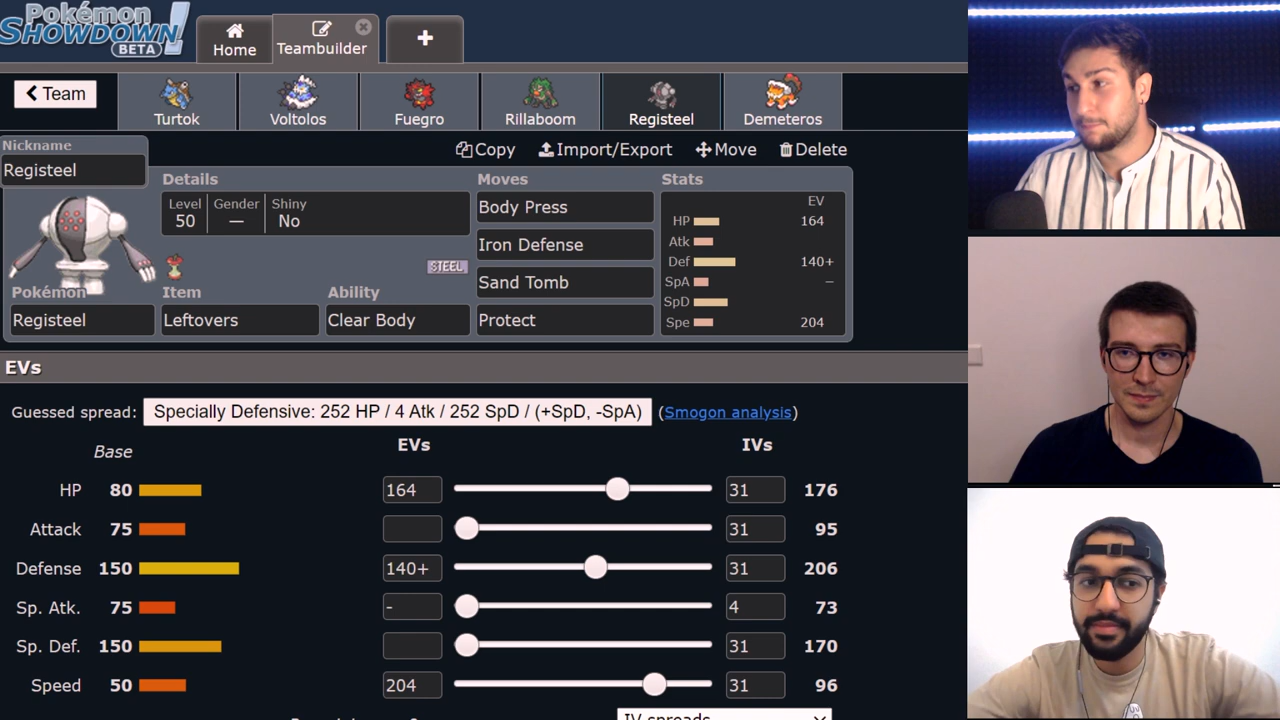 Pokémon
SHOWDOWN!
BETA
Home
Teambuilder
+
Team
Turtok
Voltolos
Fuegro
Rillaboom
Registeel
Demeteros
Nickname
Registeel
Copy
Import/Export
Move
Delete
Details
Moves
Stats
Level
50
Gender
—
Shiny
No
Body Press
Iron Defense
Sand Tomb
Protect
EV
HP 164
Atk
Def 140+
SpA –
SpD
Spe 204
STEEL
Pokémon
Item
Ability
Registeel
Leftovers
Clear Body
EVs
Guessed spread: Specially Defensive: 252 HP / 4 Atk / 252 SpD / (+SpD, -SpA) (Smogon analysis)
Base EVs IVs
HP 80 164 31 176
Attack 75 31 95
Defense 150 140+ 31 206
Sp. Atk. 75 - 4 73
Sp. Def. 150 31 170
Speed 50 204 31 96
IV spreads